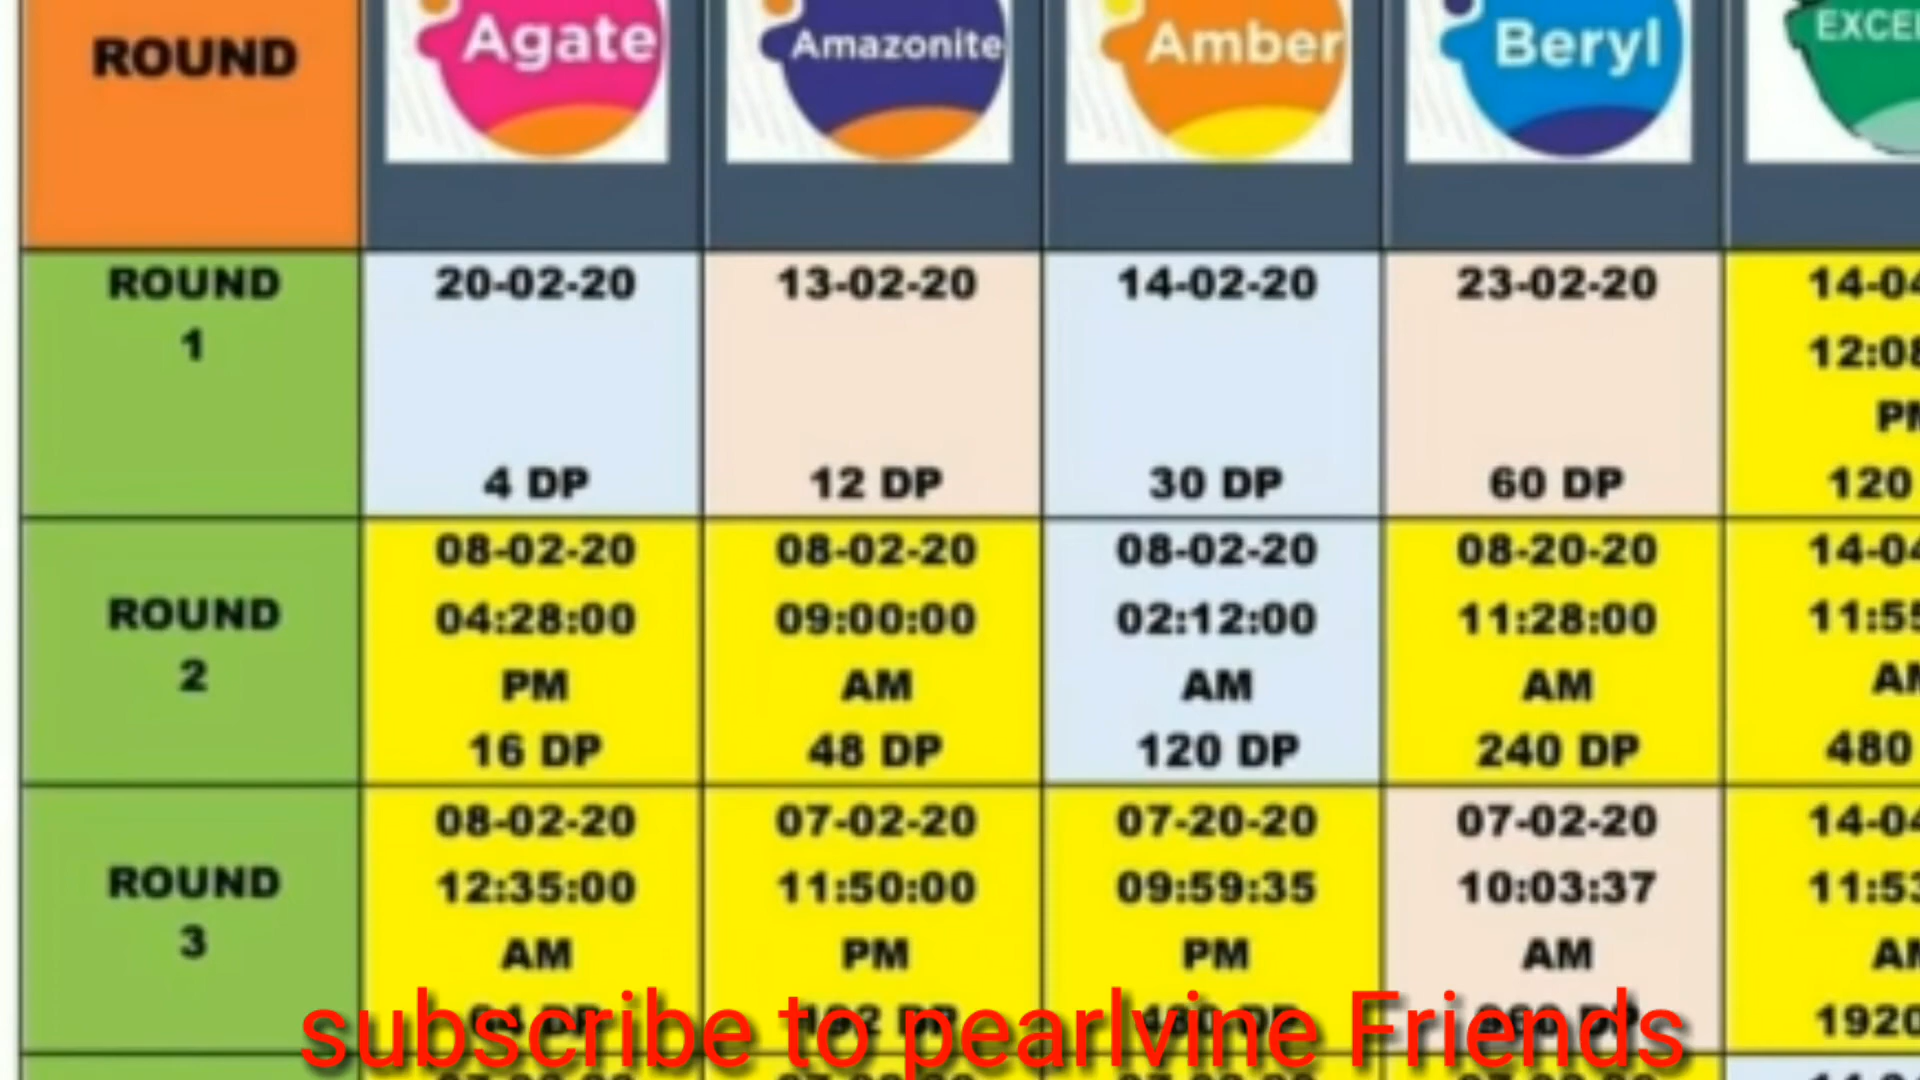 ROUND Agate Amazonite Amber Beryl
ROUND 20-02-20 13-02-20 14-02-20 23-02-20
1
4 DP 12 DP 30 DP 60 DP 120
08-02-20 08-02-20 08-02-20 08-20-20
ROUND 04:28:00 09:00:00 02:12:00 11:28:00
2 PM AM AM AM
16 DP 48 DP 120 DP 240 DP 480
08-02-20 07-02-20 07-20-20 07-02-20
ROUND 12:35:00 11:50:00 09:59:35 10:03:37
3 AM PM PM AM
1920
subscribe to pearlvine Friends